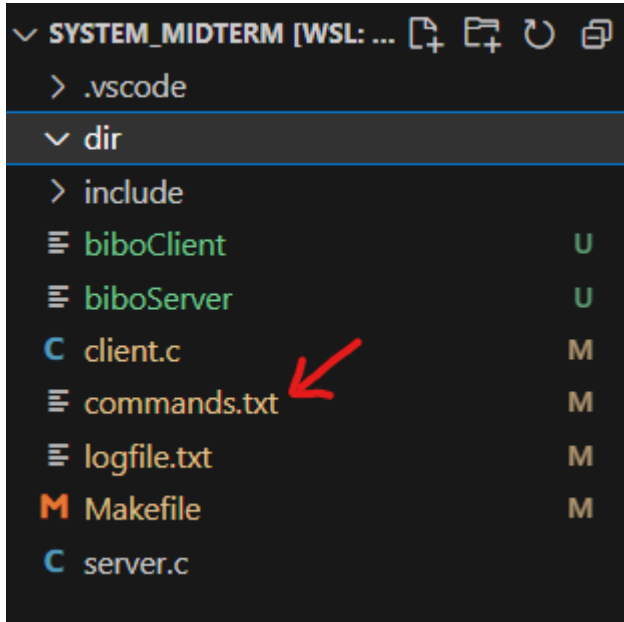 SYSTEM_MIDTERM [WSL: ...
.vscode
dir
include
biboClient U
biboServer U
C client.c M
commands.txt M
logfile.txt M
M Makefile M
C server.c